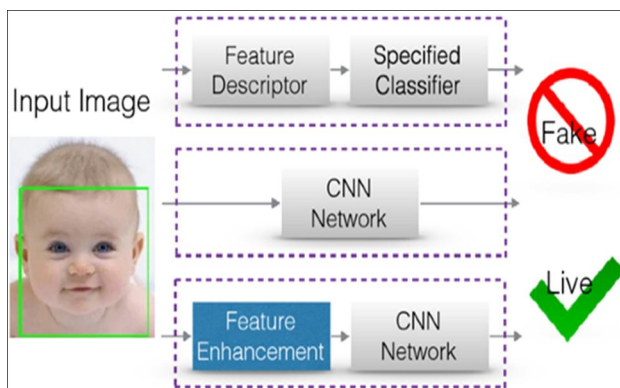 Input Image
Feature
Descriptor
Specified
Classifier
CNN
Network
Feature
Enhancement
CNN
Network
Fake
Live